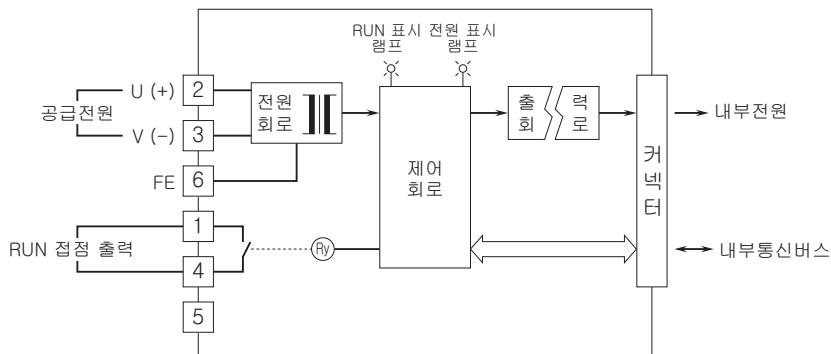 RUN 표시 전원 표시
램프 램프
U (+) 2
공급전원
V (−) 3
전원
회로
FE 6
제어
회로
출 력
회 로
커
넥
터
내부전원
1
RUN 접점 출력
4
Ry
내부통신버스
5